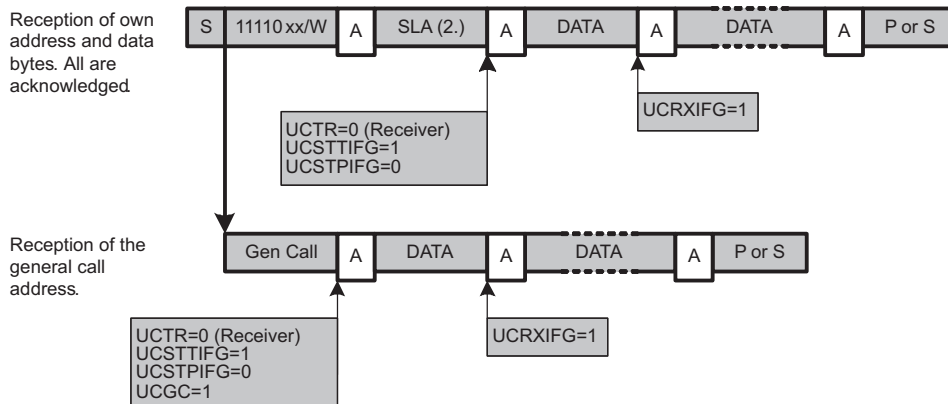 Reception of own
address and data
bytes. All are
acknowledged.
S 11110 xx/W A SLA (2.) A DATA A DATA A P or S
UCTR=0 (Receiver)
UCSTTIFG=1
UCSTPIFG=0
UCRXIFG=1
Reception of the
general call
address.
Gen Call A DATA A DATA A P or S
UCTR=0 (Receiver)
UCSTTIFG=1
UCSTPIFG=0
UCGC=1
UCRXIFG=1